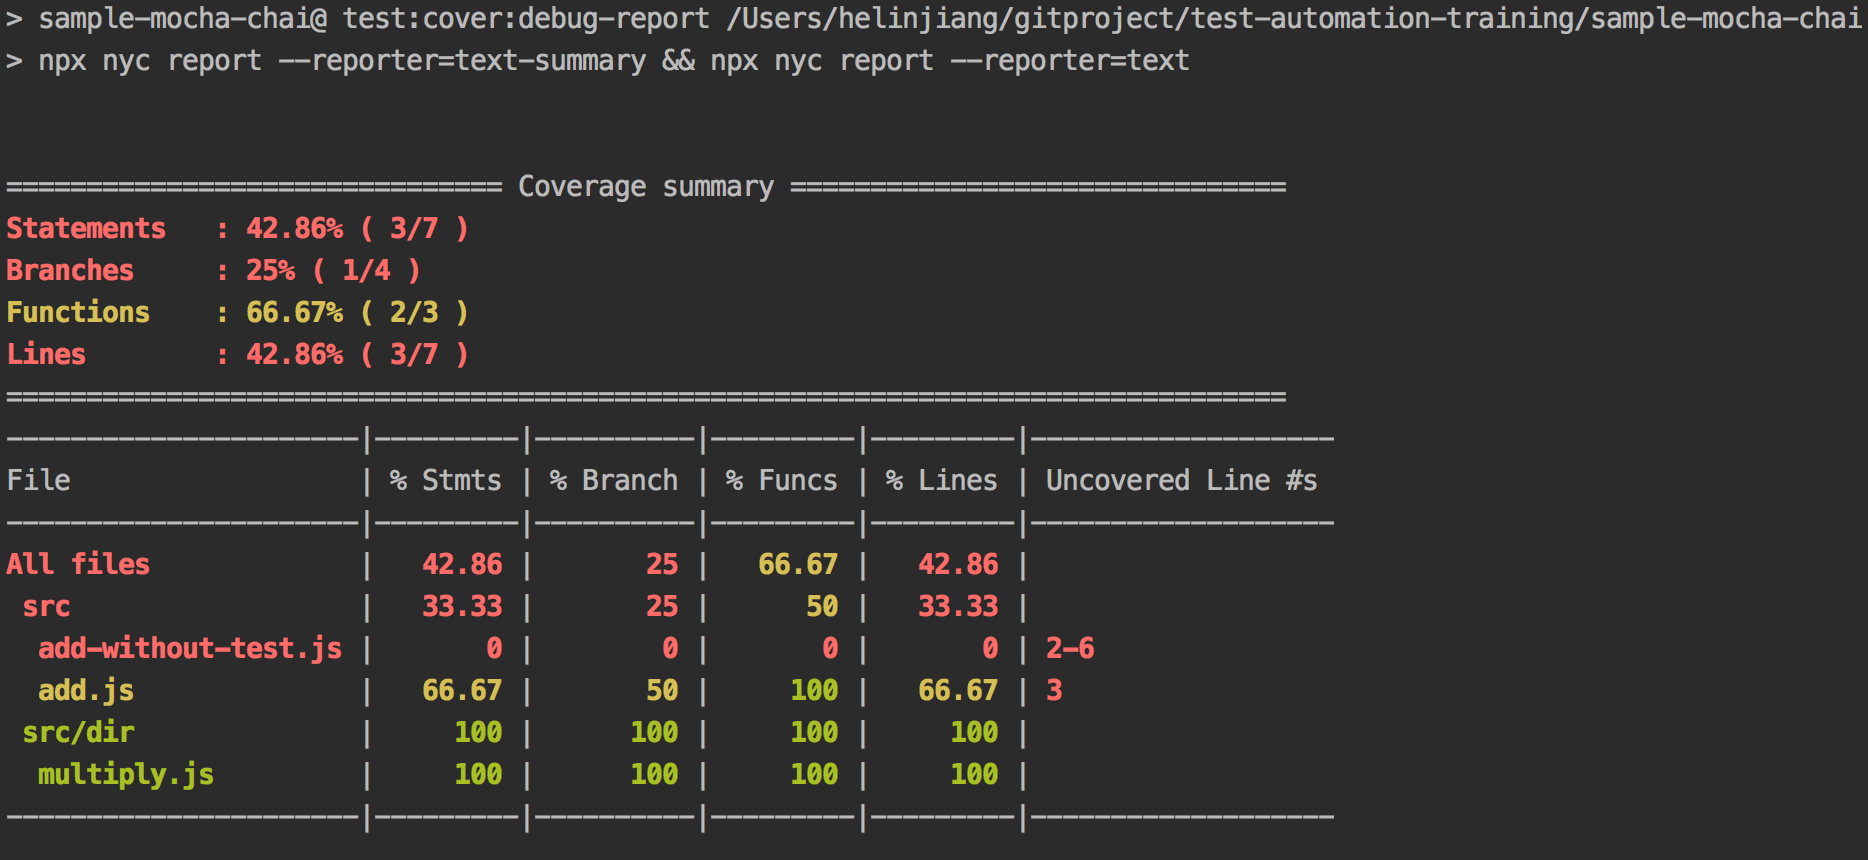 > sample-mocha-chai@ test:cover:debug-report /Users/helinjiang/gitproject/test-automation-training/sample-mocha-chai
> npx nyc report --reporter=text-summary && npx nyc report --reporter=text
=============================== Coverage summary ===============================
Statements   : 42.86% ( 3/7 )
Branches     : 25% ( 1/4 )
Functions    : 66.67% ( 2/3 )
Lines        : 42.86% ( 3/7 )
================================================================================
----------------------|---------|----------|---------|---------|-------------------
File                  | % Stmts | % Branch | % Funcs | % Lines | Uncovered Line #s
----------------------|---------|----------|---------|---------|-------------------
All files             |   42.86 |       25 |   66.67 |   42.86 |
 src                  |   33.33 |       25 |      50 |   33.33 |
  add-without-test.js |       0 |        0 |       0 |       0 | 2-6
  add.js              |   66.67 |       50 |     100 |   66.67 | 3
 src/dir              |     100 |      100 |     100 |     100 |
  multiply.js         |     100 |      100 |     100 |     100 |
----------------------|---------|----------|---------|---------|-------------------